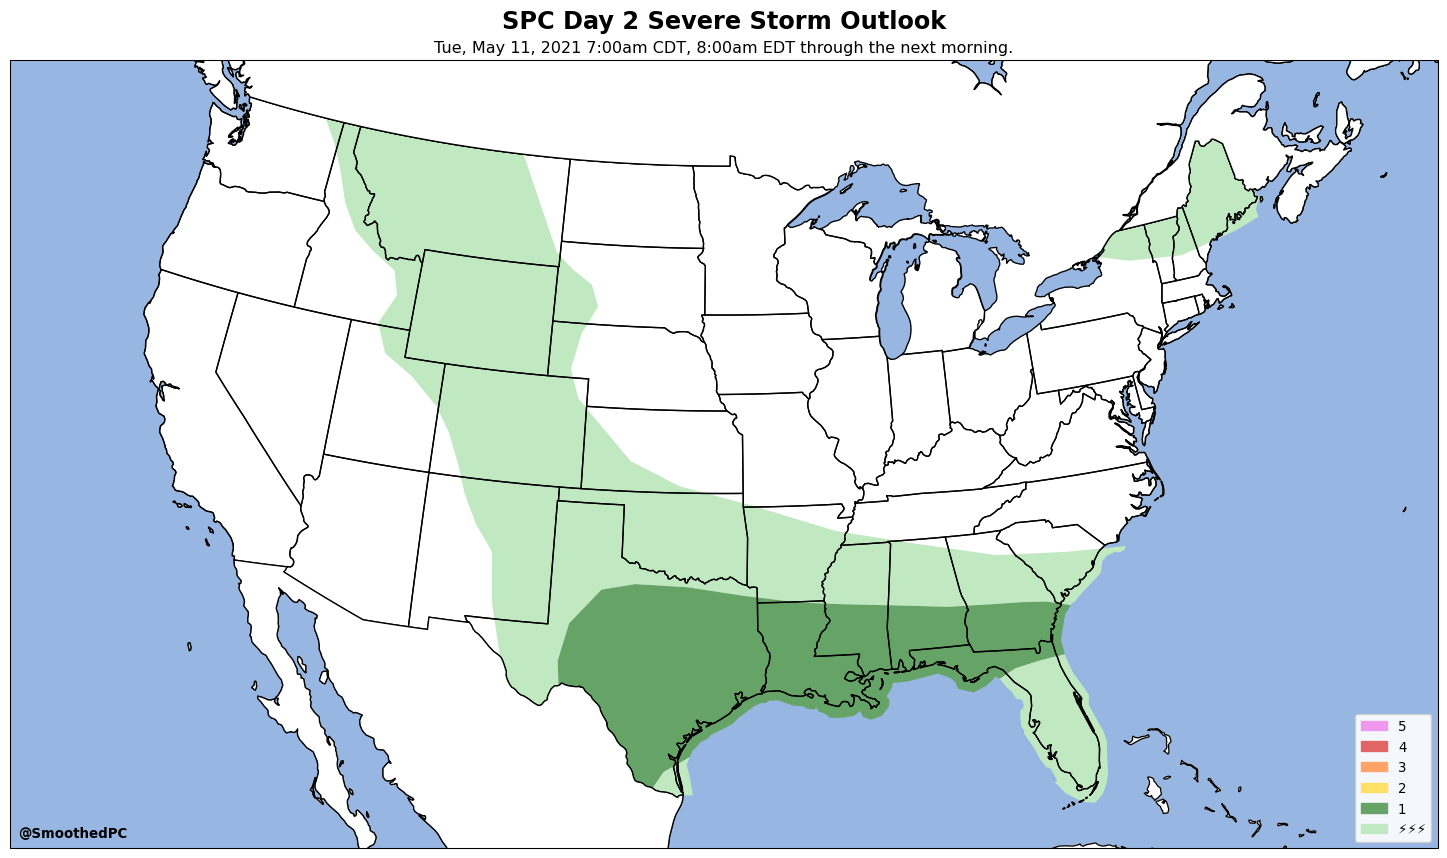 SPC Day 2 Severe Storm Outlook
Tue, May 11, 2021 7:00am CDT, 8:00am EDT through the next morning.
5
4
3
2
1
⚡⚡⚡
@SmoothedPC